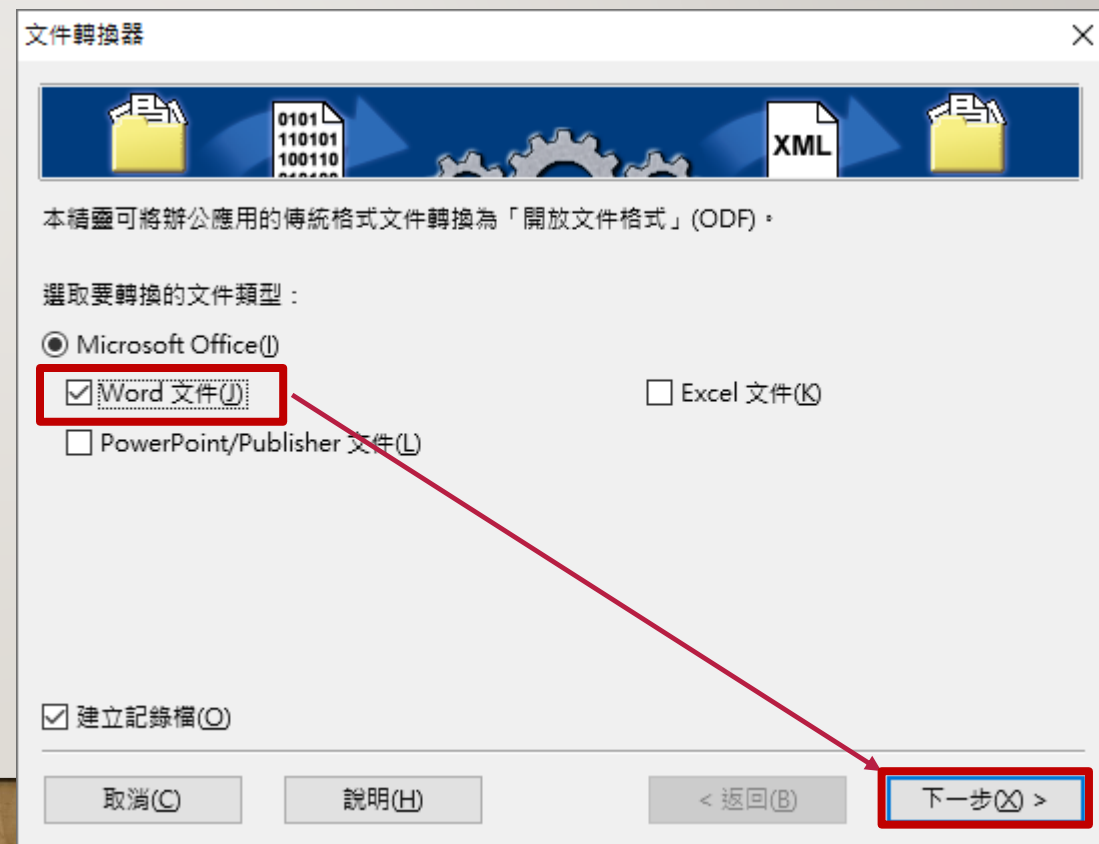 文件轉換器
0101
110101
100110
XML
本精靈可將辦公應用的傳統格式文件轉換為「開放文件格式」(ODF)。
選取要轉換的文件類型：
Microsoft Office(I)
Word 文件(J)
Excel 文件(K)
PowerPoint/Publisher 文件(L)
建立記錄檔(O)
取消(C)
說明(H)
< 返回(B)
下一步(X) >